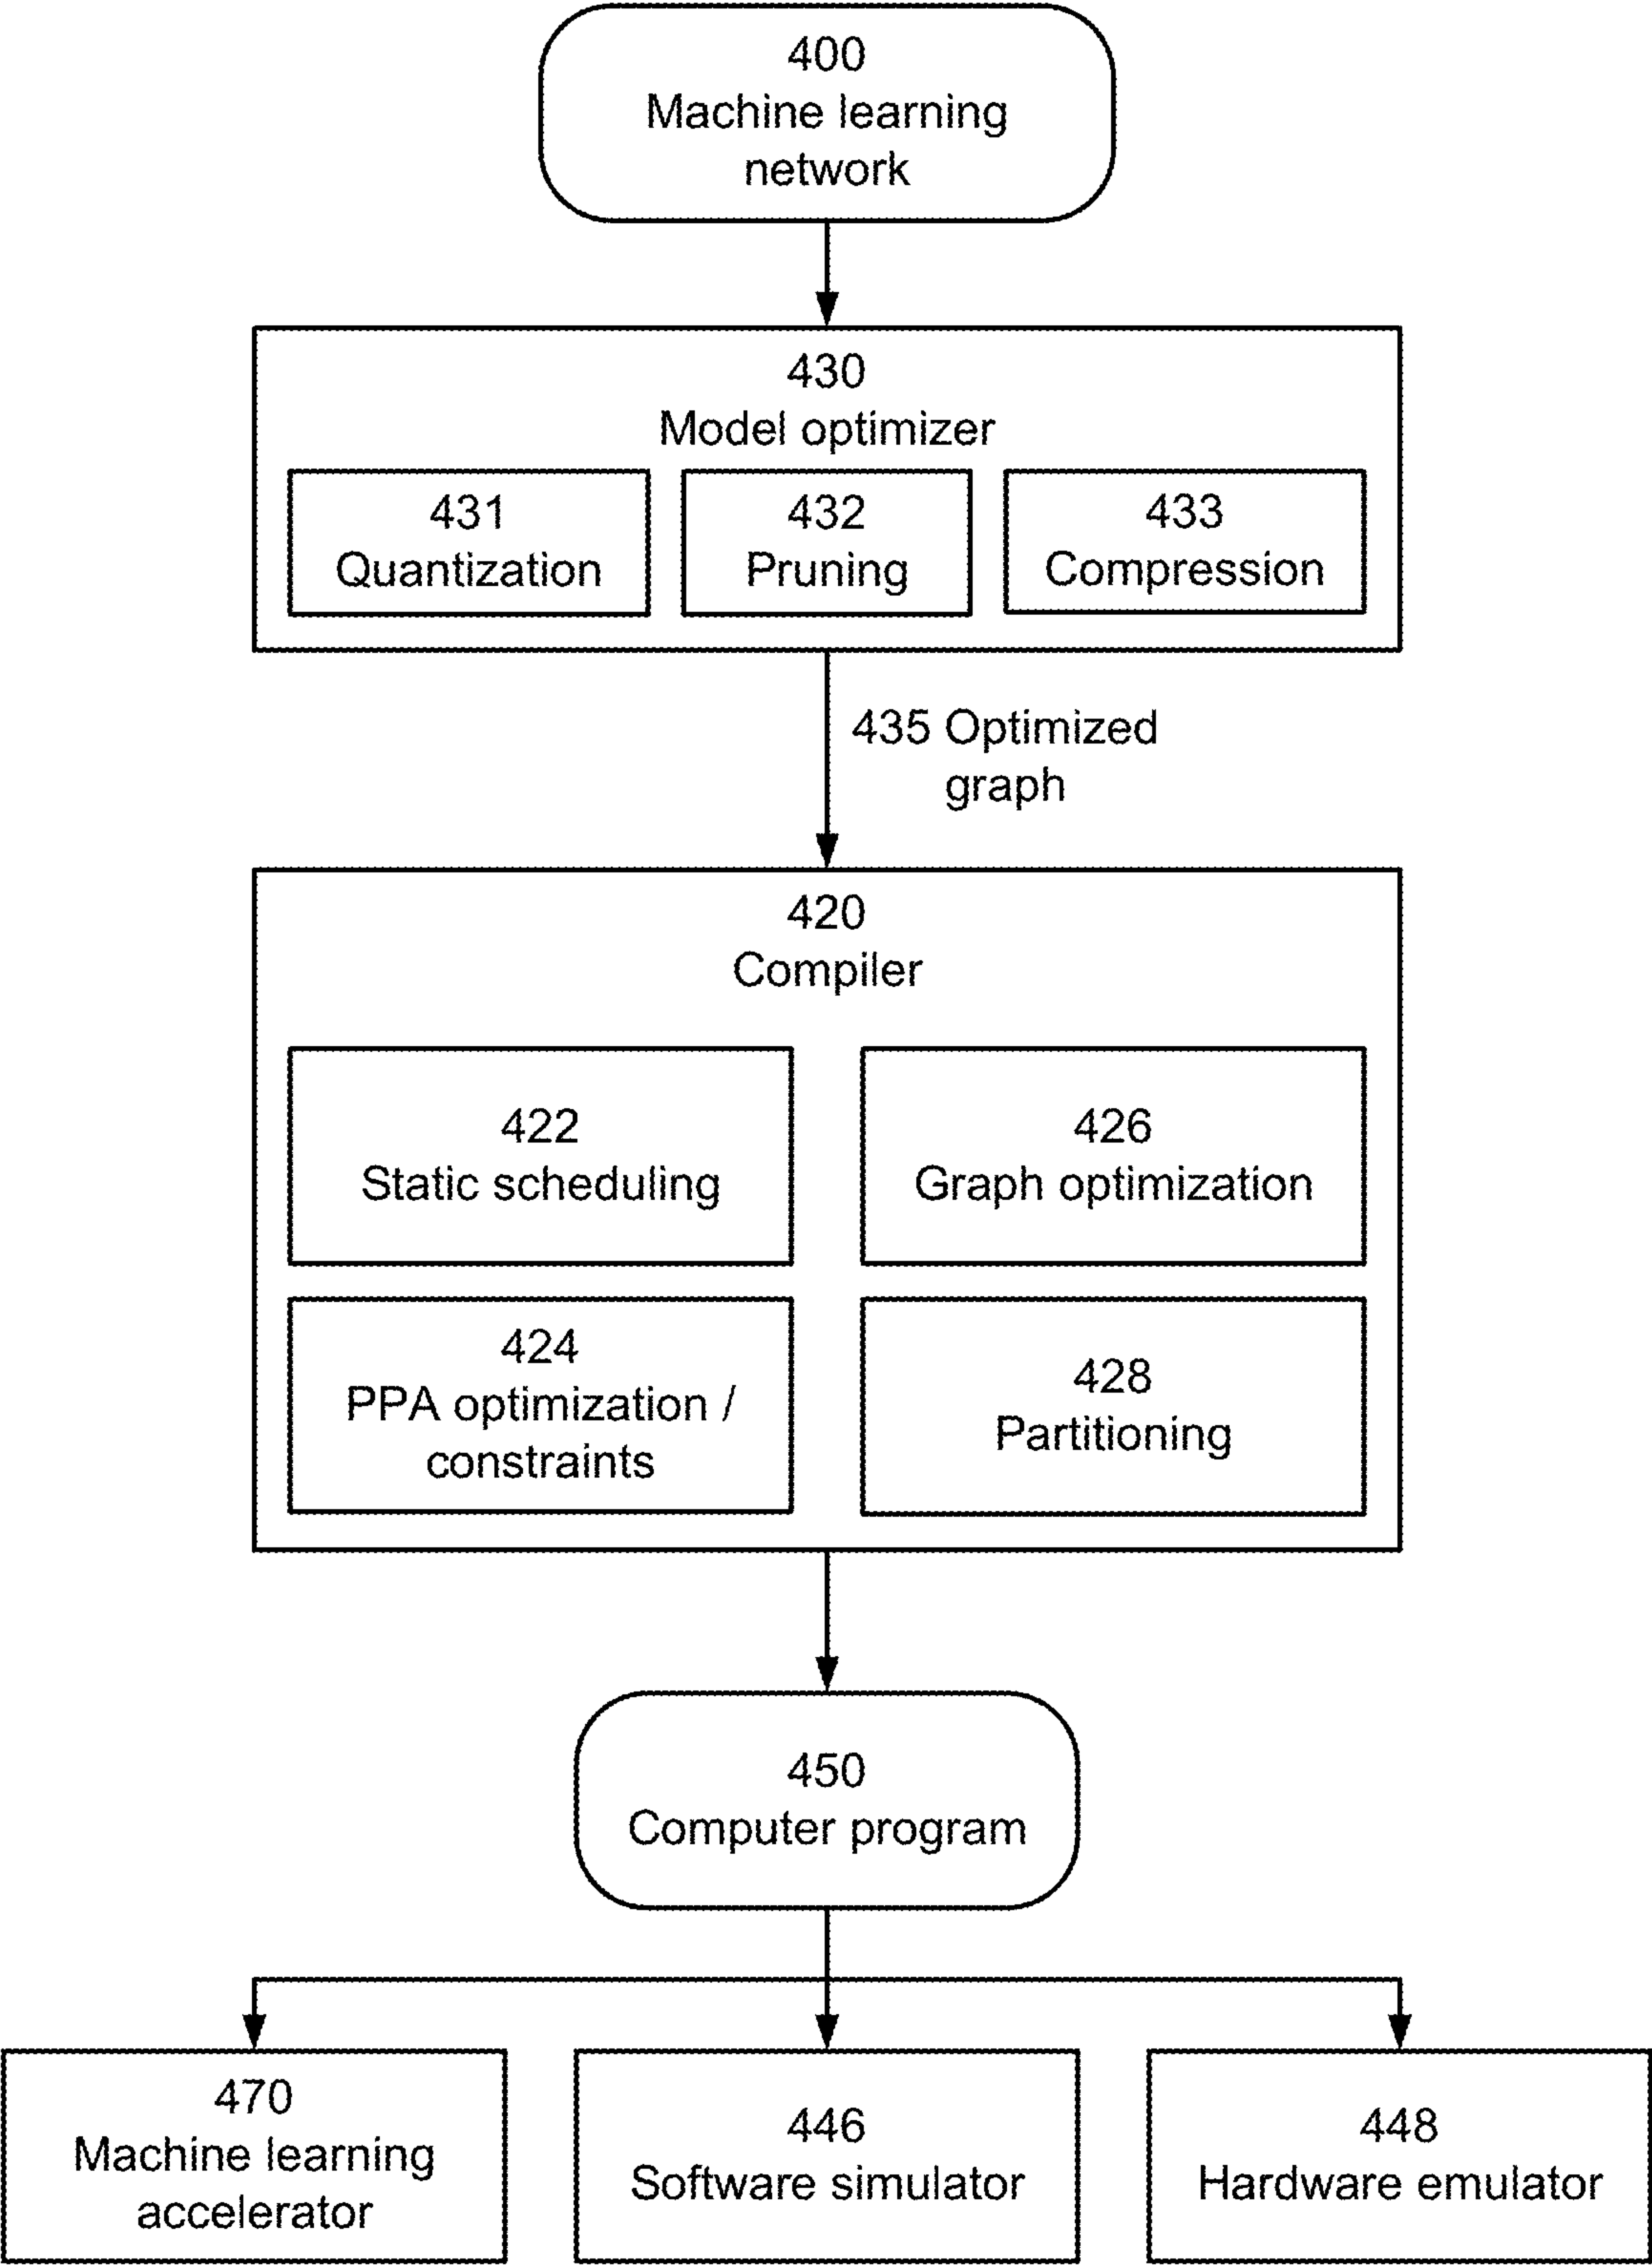 400
Machine learning
network
430
Model optimizer
431
Quantization
432
Pruning
433
Compression
435 Optimized
graph
420
Compiler
422
Static scheduling
426
Graph optimization
424
PPA optimization /
constraints
428
Partitioning
450
Computer program
470
Machine learning
accelerator
446
Software simulator
448
Hardware emulator